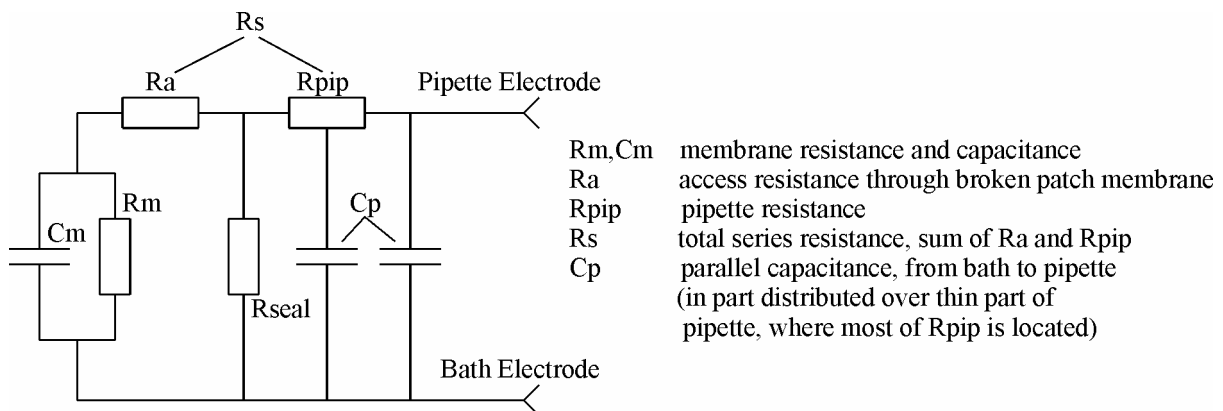 Rs
Ra
Rpip
Pipette Electrode
Rm
Cm
Cp
Rseal
Bath Electrode
Rm,Cm membrane resistance and capacitance
Ra access resistance through broken patch membrane
Rpip pipette resistance
Rs total series resistance, sum of Ra and Rpip
Cp parallel capacitance, from bath to pipette
(in part distributed over thin part of
pipette, where most of Rpip is located)